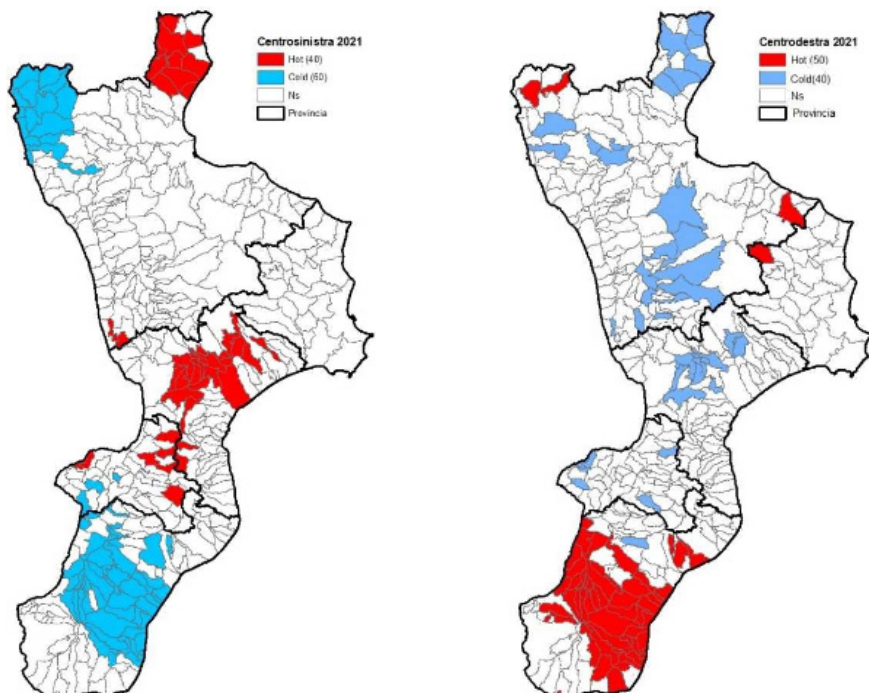 Centrosinistra 2021
Hot (40)
Cold (60)
Ns
Provincia
Centrodestra 2021
Hot (50)
Cold(40)
Ns
Provincia